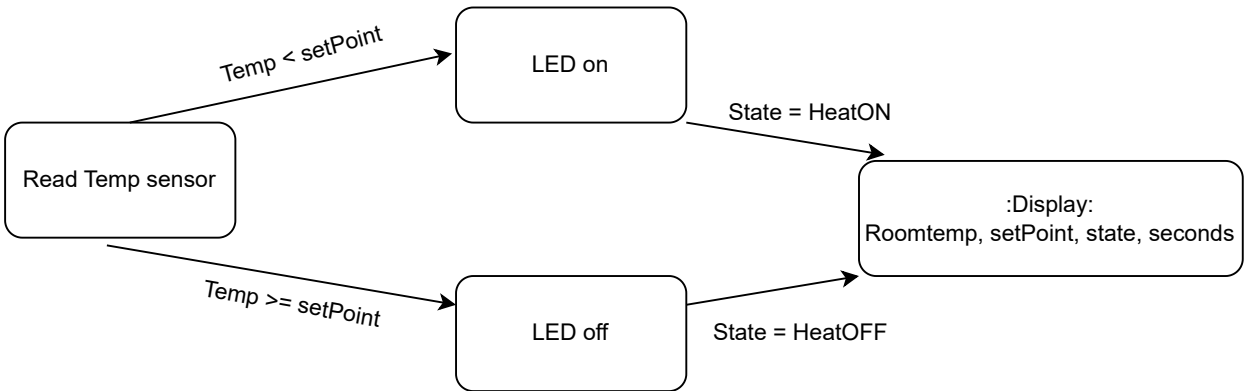 Temp < setPoint
LED on
State = HeatON
Read Temp sensor
:Display:
Roomtemp, setPoint, state, seconds
Temp >= setPoint
LED off
State = HeatOFF